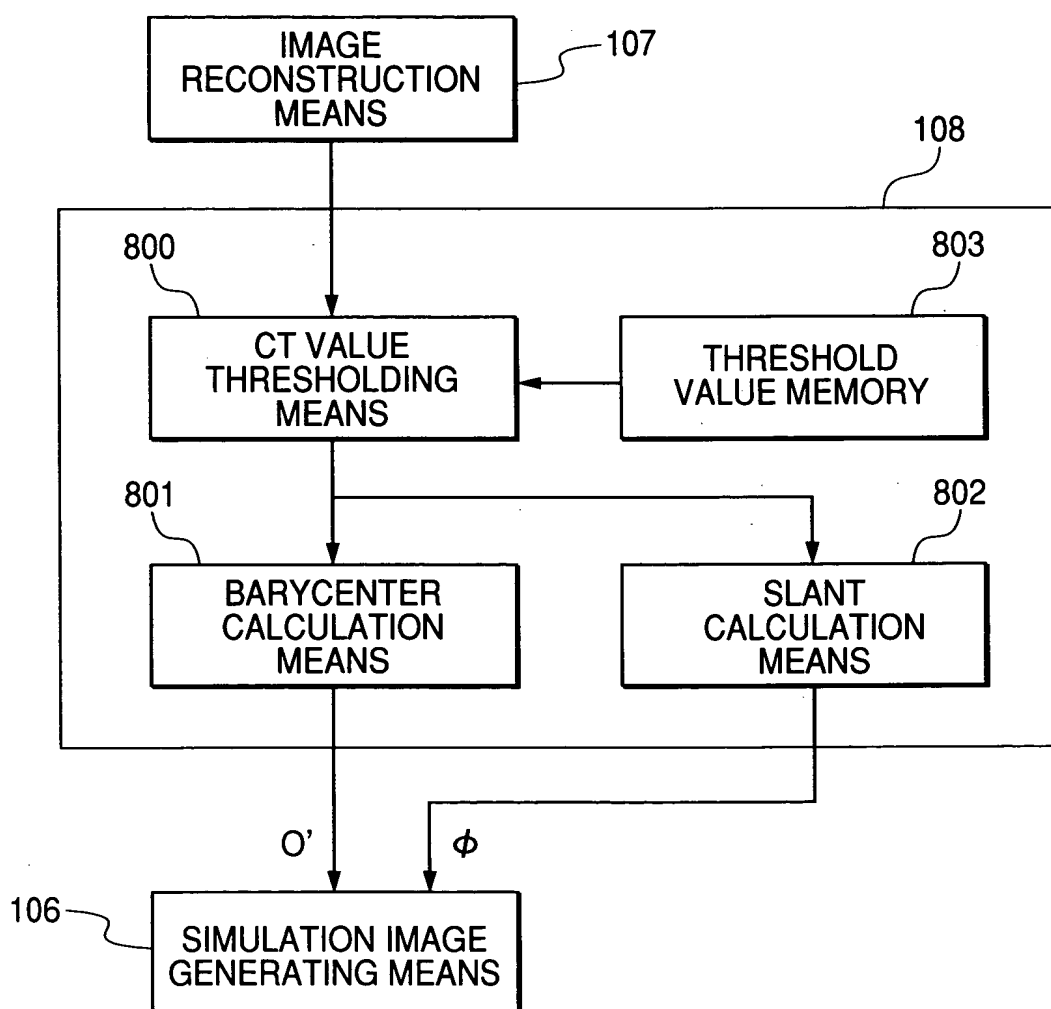 IMAGE
RECONSTRUCTION
MEANS
107
108
800
803
CT VALUE
THRESHOLDING
MEANS
THRESHOLD
VALUE MEMORY
801
802
BARYCENTER
CALCULATION
MEANS
SLANT
CALCULATION
MEANS
O'
ϕ
106
SIMULATION IMAGE
GENERATING MEANS